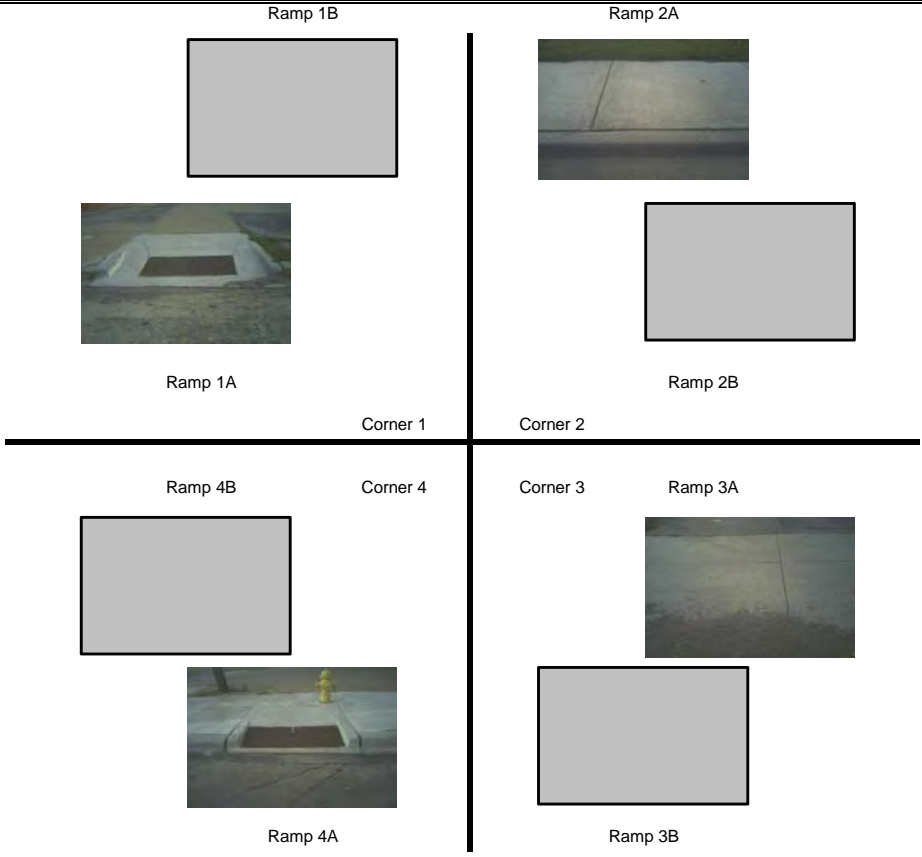 Ramp 1B
Ramp 2A
Ramp 1A
Ramp 2B
Corner 1
Corner 2
Ramp 4B
Corner 4
Corner 3
Ramp 3A
Ramp 4A
Ramp 3B